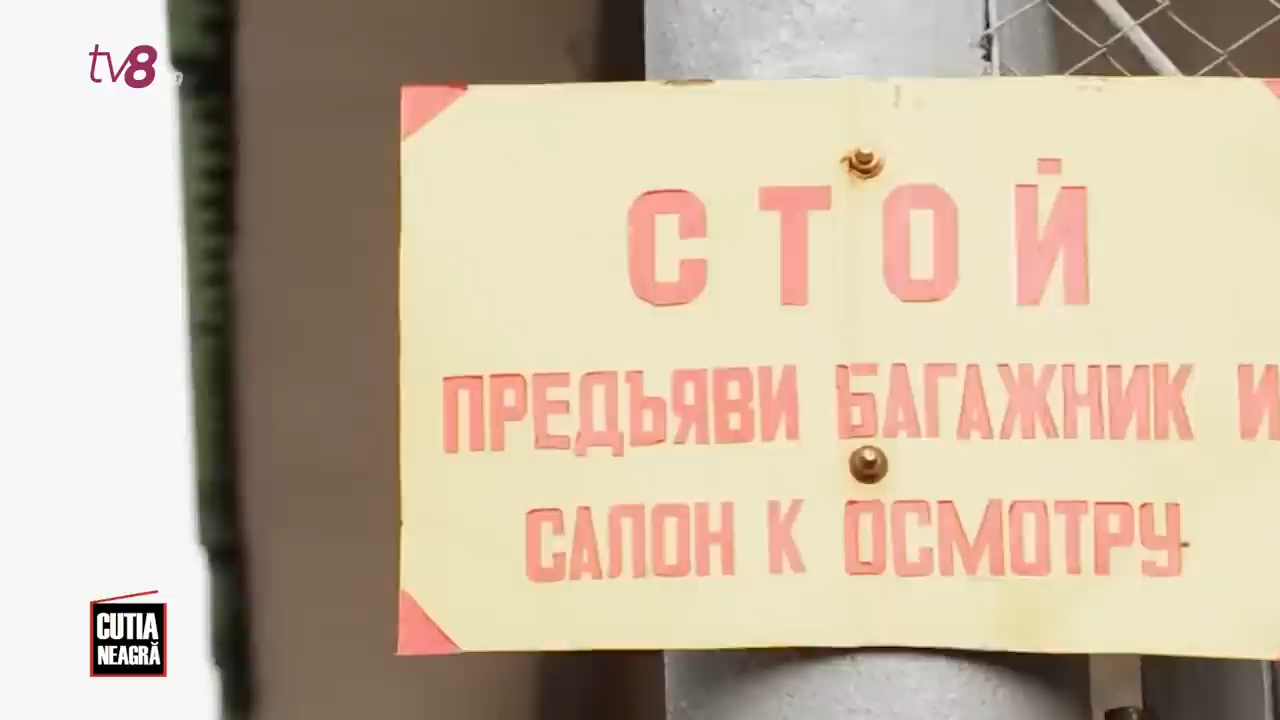 tv8
СТОЙ
ПРЕДЪЯВИ БАГАЖНИК И
САЛОН К ОСМОТРУ
CUTIA
NEAGRĂ